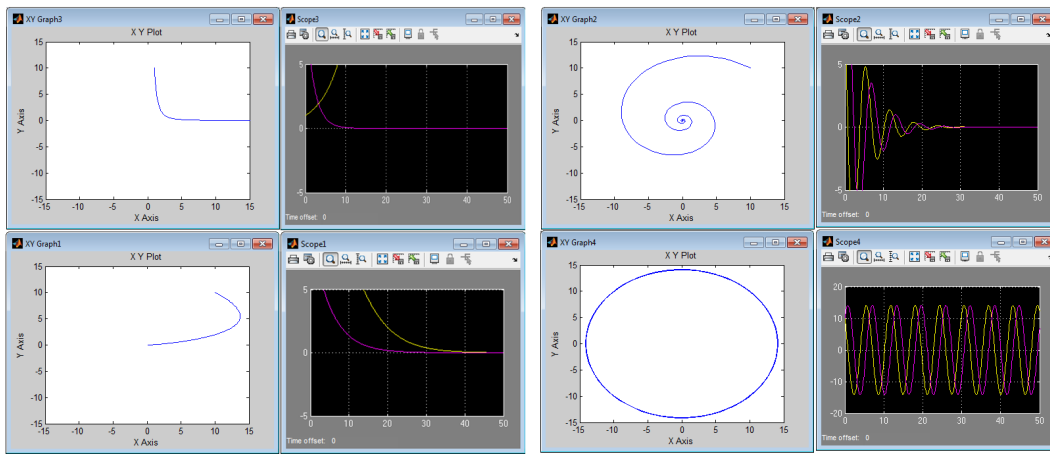 XY Graph3
X Y Plot
15
10
5
0
-5
-10
-15
Y Axis
-15 -10 -5 0 5 10 15
X Axis
Scope3
5
0
-5
0 10 20 30 40 50
Time offset: 0
XY Graph2
X Y Plot
15
10
5
0
-5
-10
-15
Y Axis
-15 -10 -5 0 5 10 15
X Axis
Scope2
5
0
-5
0 10 20 30 40 50
Time offset: 0
XY Graph1
X Y Plot
15
10
5
0
-5
-10
-15
Y Axis
-15 -10 -5 0 5 10 15
X Axis
Scope1
5
0
-5
0 10 20 30 40 50
Time offset: 0
XY Graph4
X Y Plot
15
10
5
0
-5
-10
-15
Y Axis
-15 -10 -5 0 5 10 15
X Axis
Scope4
20
10
0
-10
-20
0 10 20 30 40 50
Time offset: 0